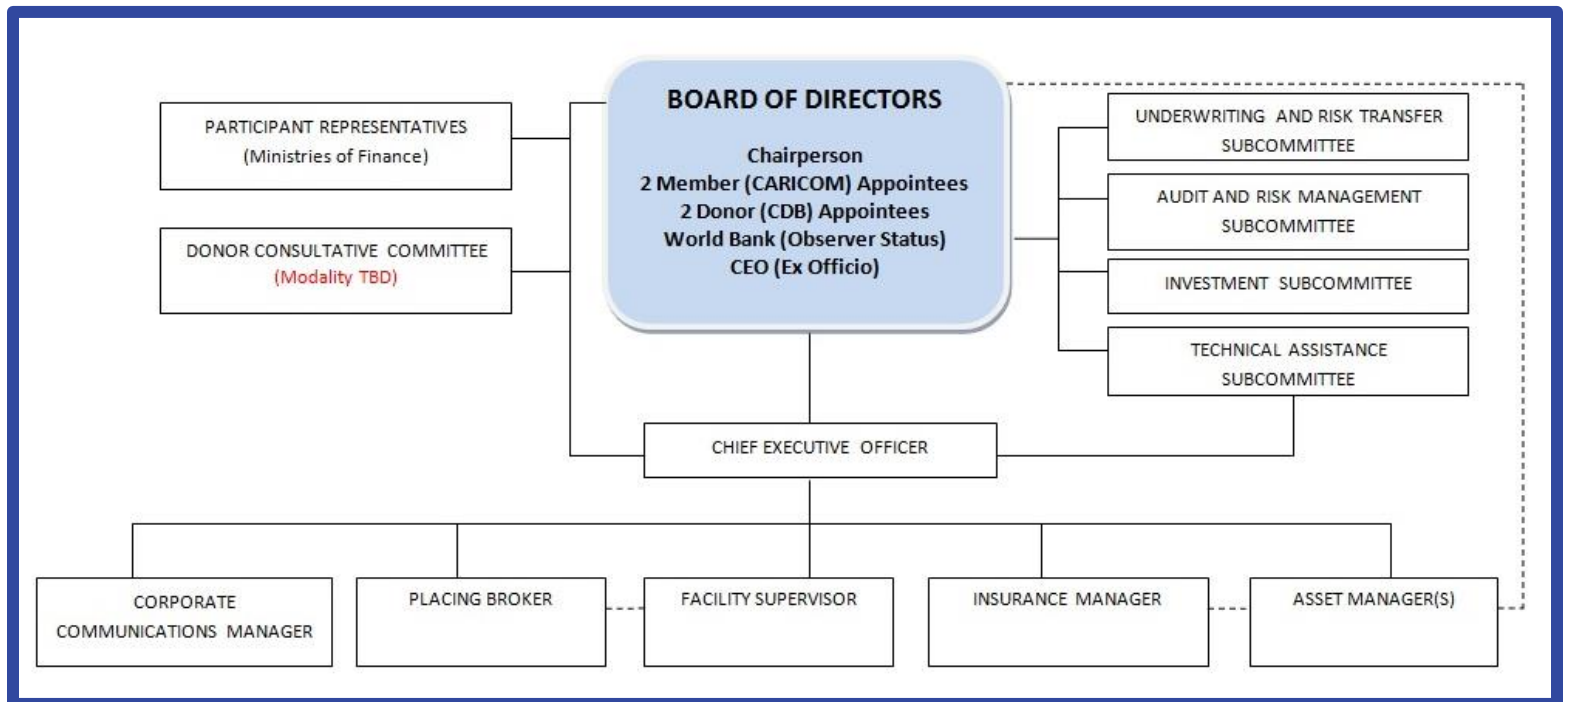 BOARD OF DIRECTORS
Chairperson
2 Member (CARICOM) Appointees
2 Donor (CDB) Appointees
World Bank (Observer Status)
CEO (Ex Officio)
PARTICIPANT REPRESENTATIVES
(Ministries of Finance)
DONOR CONSULTATIVE COMMITTEE
(Modality TBD)
UNDERWRITING AND RISK TRANSFER
SUBCOMMITTEE
AUDIT AND RISK MANAGEMENT
SUBCOMMITTEE
INVESTMENT SUBCOMMITTEE
TECHNICAL ASSISTANCE
SUBCOMMITTEE
CHIEF EXECUTIVE OFFICER
CORPORATE
COMMUNICATIONS MANAGER
PLACING BROKER
FACILITY SUPERVISOR
INSURANCE MANAGER
ASSET MANAGER(S)